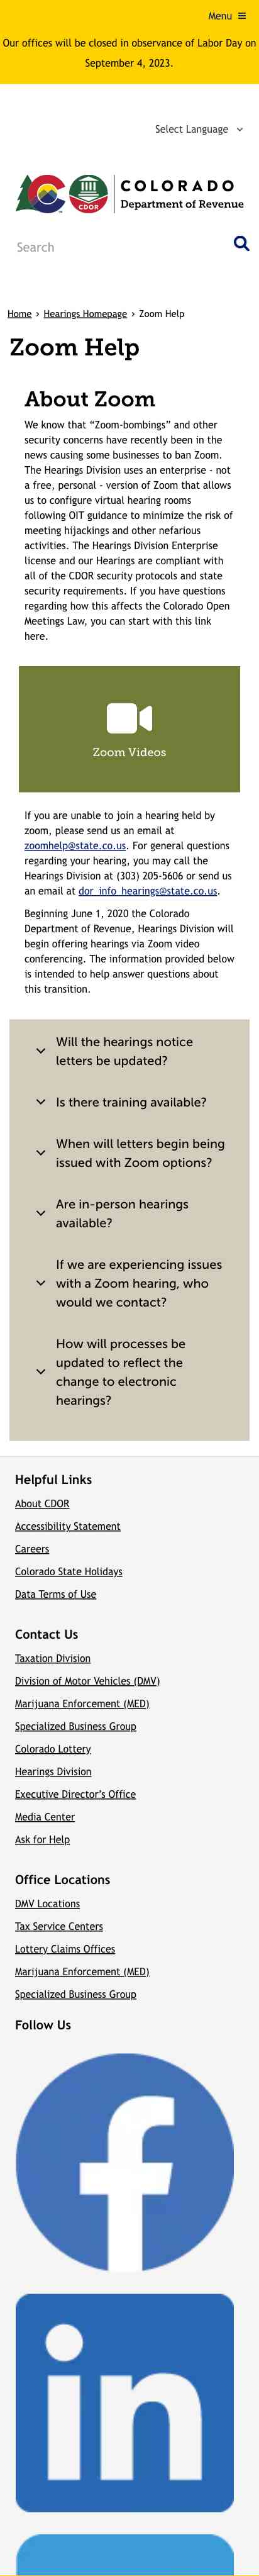 Menu
Our offices will be closed in observance of Labor Day on
September 4, 2023.
Select Language
CDOR
COLORADO
Department of Revenue
Search
Home › Hearings Homepage › Zoom Help
Zoom Help
About Zoom
We know that “Zoom-bombings” and other
security concerns have recently been in the
news causing some businesses to ban Zoom.
The Hearings Division uses an enterprise - not
a free, personal - version of Zoom that allows
us to configure virtual hearing rooms
following OIT guidance to minimize the risk of
meeting hijackings and other nefarious
activities. The Hearings Division Enterprise
license and our Hearings are compliant with
all of the CDOR security protocols and state
security requirements. If you have questions
regarding how this affects the Colorado Open
Meetings Law, you can start with this link
here.
Zoom Videos
If you are unable to join a hearing held by
zoom, please send us an email at
zoomhelp@state.co.us. For general questions
regarding your hearing, you may call the
Hearings Division at (303) 205-5606 or send us
an email at dor_info_hearings@state.co.us.
Beginning June 1, 2020 the Colorado
Department of Revenue, Hearings Division will
begin offering hearings via Zoom video
conferencing. The information provided below
is intended to help answer questions about
this transition.
Will the hearings notice
letters be updated?
Is there training available?
When will letters begin being
issued with Zoom options?
Are in-person hearings
available?
If we are experiencing issues
with a Zoom hearing, who
would we contact?
How will processes be
updated to reflect the
change to electronic
hearings?
Helpful Links
About CDOR
Accessibility Statement
Careers
Colorado State Holidays
Data Terms of Use
Contact Us
Taxation Division
Division of Motor Vehicles (DMV)
Marijuana Enforcement (MED)
Specialized Business Group
Colorado Lottery
Hearings Division
Executive Director’s Office
Media Center
Ask for Help
Office Locations
DMV Locations
Tax Service Centers
Lottery Claims Offices
Marijuana Enforcement (MED)
Specialized Business Group
Follow Us
f
in